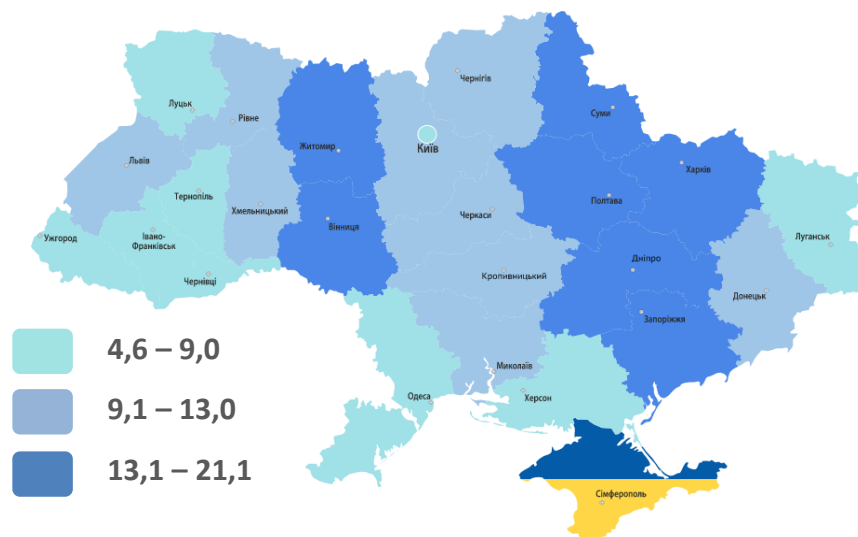 Чернігів
Луцьк
Рівне
Суми
Київ
Житомир
Львів
Харків
Тернопіль
Полтава
Хмельницький
Черкаси
Вінниця
Ужгород
Івано-
Франківськ
Луганськ
Дніпро
Чернівці
Кропивницький
Донецьк
Запоріжжя
4,6 – 9,0
Миколаїв
Одеса
Херсон
9,1 – 13,0
13,1 – 21,1
Сімферополь